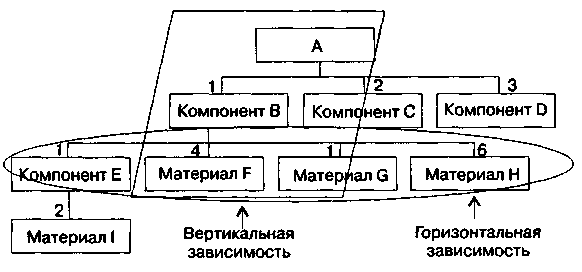 A
1 2 3
Компонент B Компонент C Компонент D
1 4 1 6
Компонент E Материал F Материал G Материал H
2
Материал I
Вертикальная зависимость
Горизонтальная зависимость